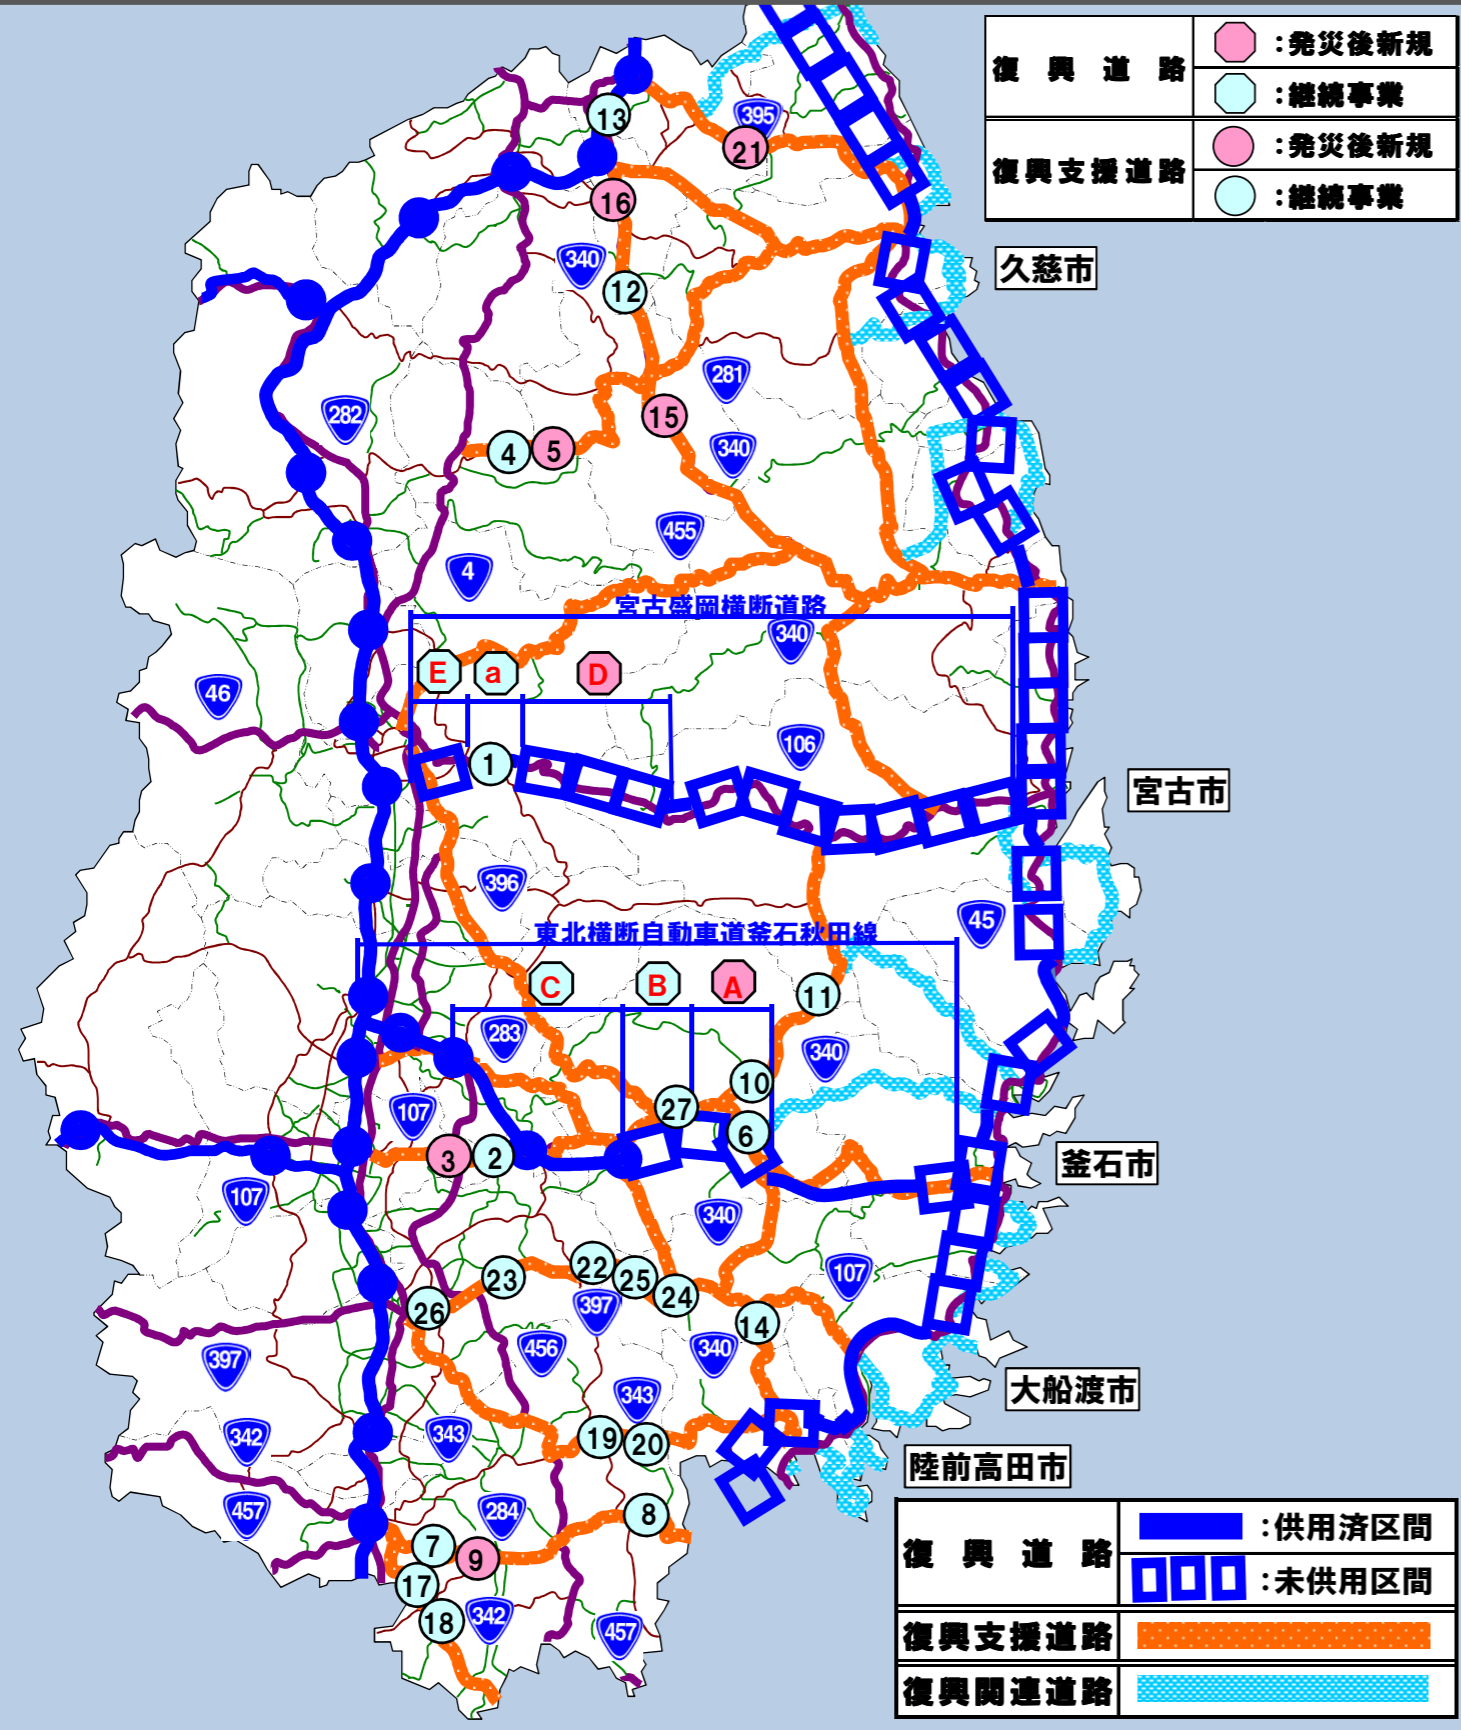 復興道路
:発災後新規
:継続事業
復興支援道路
:発災後新規
:継続事業
13
395
21
16
340
久慈市
12
281
282
15
340
4
5
455
4
宮古盛岡横断道路
340
E
a
D
46
106
1
宮古市
396
45
東北横断自動車道釜石秋田線
C
B
A
11
283
340
10
27
107
6
3
2
釜石市
107
340
22
23
25
107
24
26
397
14
456
340
397
343
大船渡市
342
343
19
20
陸前高田市
457
284
8
7
9
17
18
342
457
復興道路
:供用済区間
:未供用区間
復興支援道路
復興関連道路